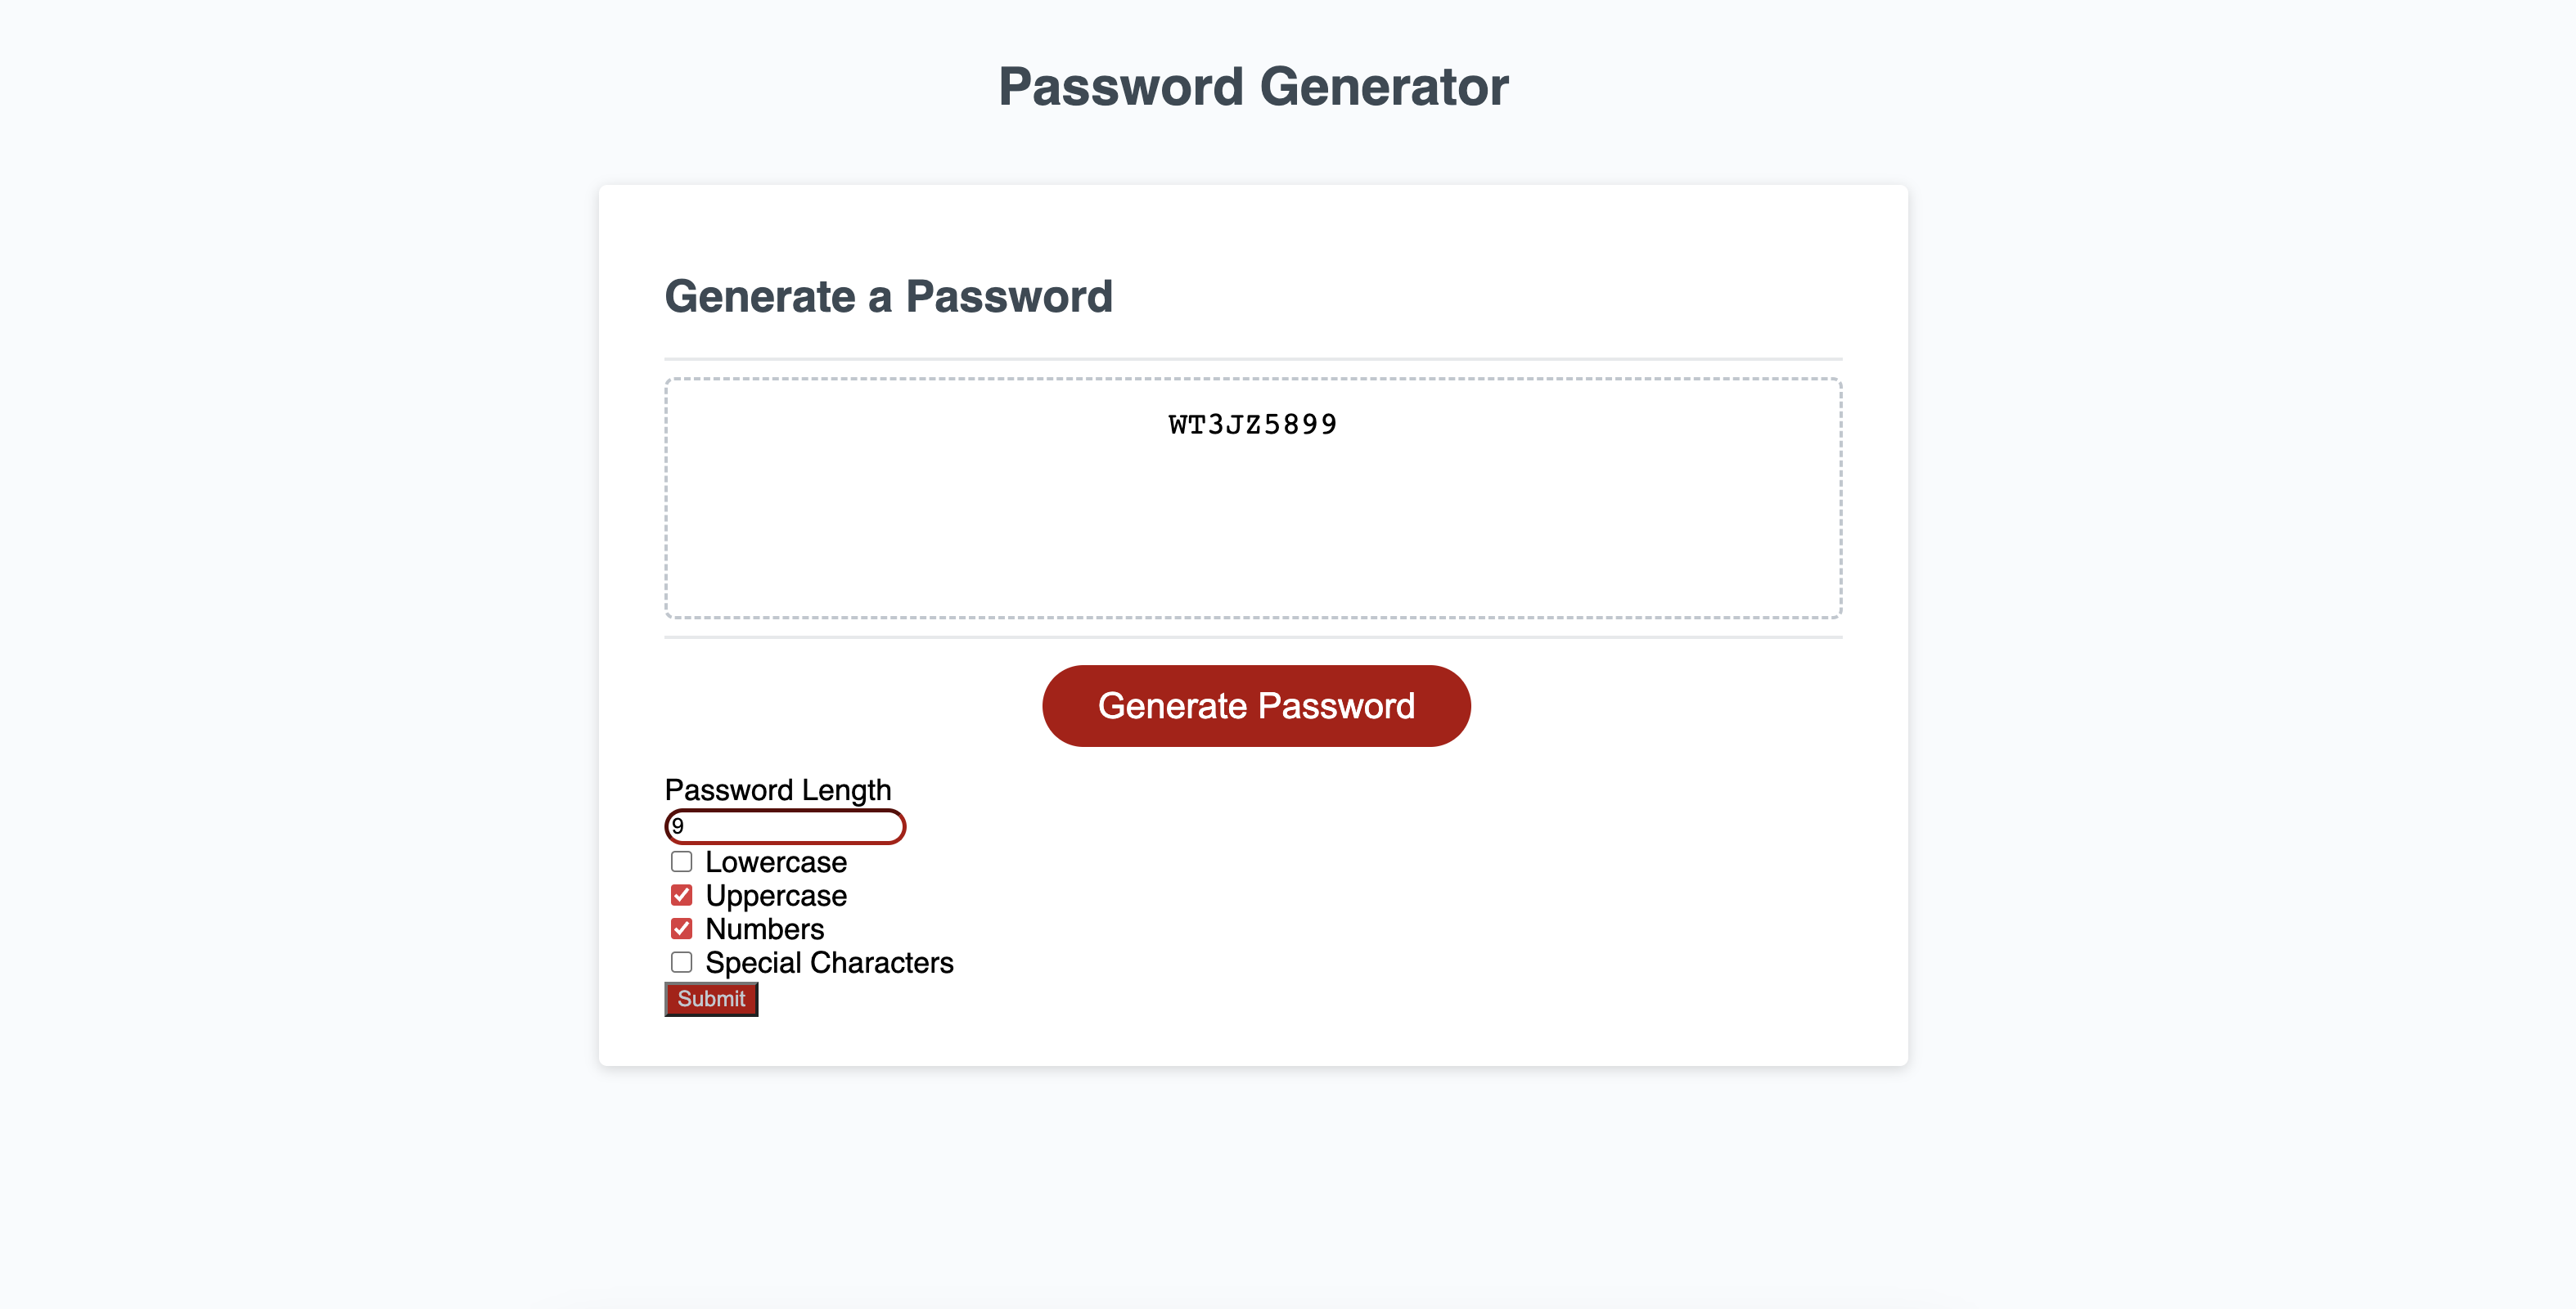 Password Generator
Generate a Password
WT3JZ5899
Generate Password
Password Length
9
Lowercase
Uppercase
Numbers
Special Characters
Submit